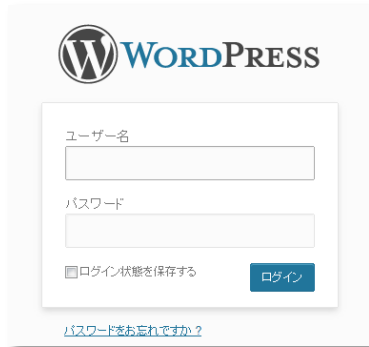 WORDPRESS
ユーザー名
パスワード
ログイン状態を保存する
ログイン
パスワードをお忘れですか ?